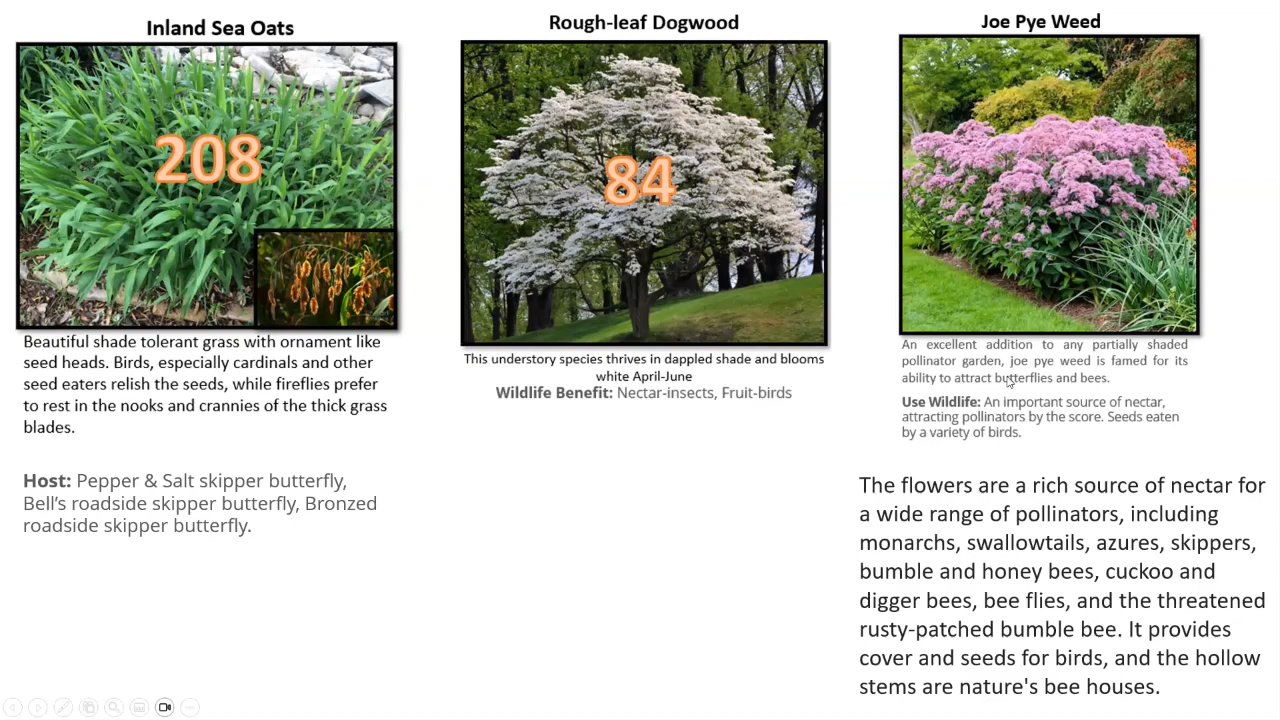 Inland Sea Oats
208
Beautiful shade tolerant grass with ornament like
seed heads. Birds, especially cardinals and other
seed eaters relish the seeds, while fireflies prefer
to rest in the nooks and crannies of the thick grass
blades.
Host: Pepper & Salt skipper butterfly,
Bell’s roadside skipper butterfly, Bronzed
roadside skipper butterfly.
Rough-leaf Dogwood
84
This understory species thrives in dappled shade and blooms
white April-June
Wildlife Benefit: Nectar-insects, Fruit-birds
Joe Pye Weed
An excellent addition to any partially shaded
pollinator garden, joe pye weed is famed for its
ability to attract butterflies and bees.
Use Wildlife: An important source of nectar,
attracting pollinators by the score. Seeds eaten
by a variety of birds.
The flowers are a rich source of nectar for
a wide range of pollinators, including
monarchs, swallowtails, azures, skippers,
bumble and honey bees, cuckoo and
digger bees, bee flies, and the threatened
rusty-patched bumble bee. It provides
cover and seeds for birds, and the hollow
stems are nature's bee houses.